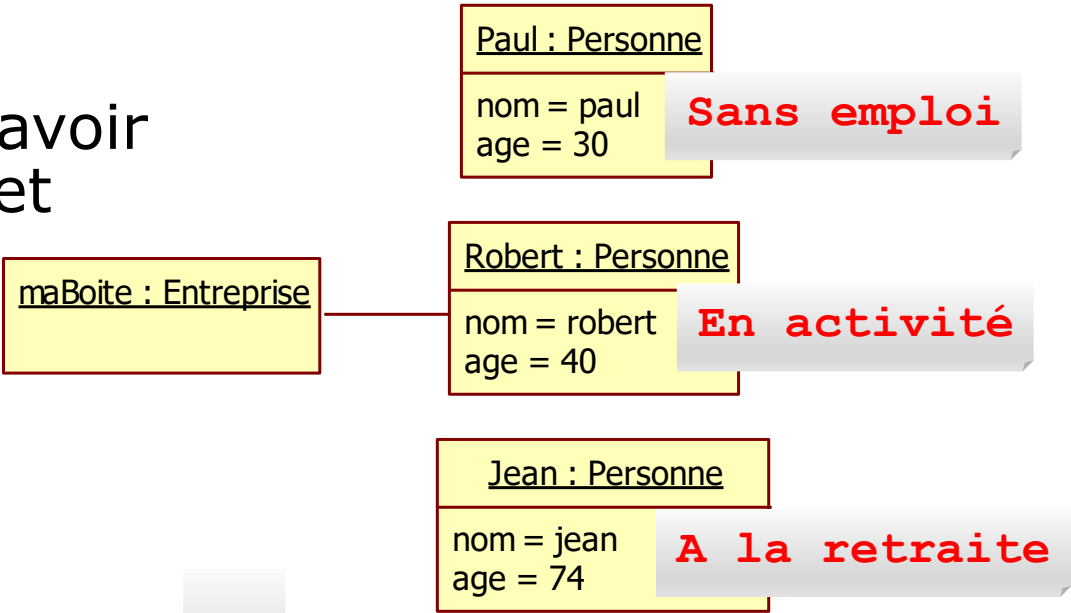 avoir
et
Paul : Personne
nom = paul
age = 30
Sans emploi
maBoite : Entreprise
Robert : Personne
nom = robert
age = 40
En activité
Jean : Personne
nom = jean
age = 74
A la retraite